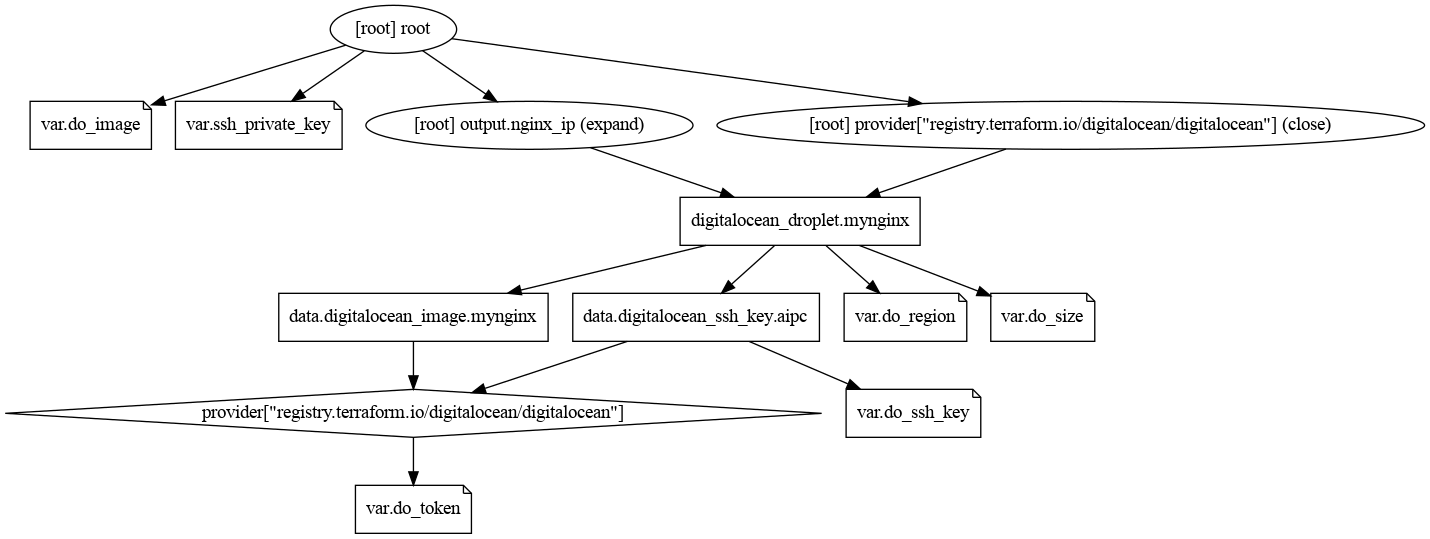 [root] root
var.do_image
var.ssh_private_key
[root] output.nginx_ip (expand)
[root] provider["registry.terraform.io/digitalocean/digitalocean"] (close)
digitalocean_droplet.mynginx
data.digitalocean_image.mynginx
data.digitalocean_ssh_key.aipc
var.do_region
var.do_size
provider["registry.terraform.io/digitalocean/digitalocean"]
var.do_ssh_key
var.do_token